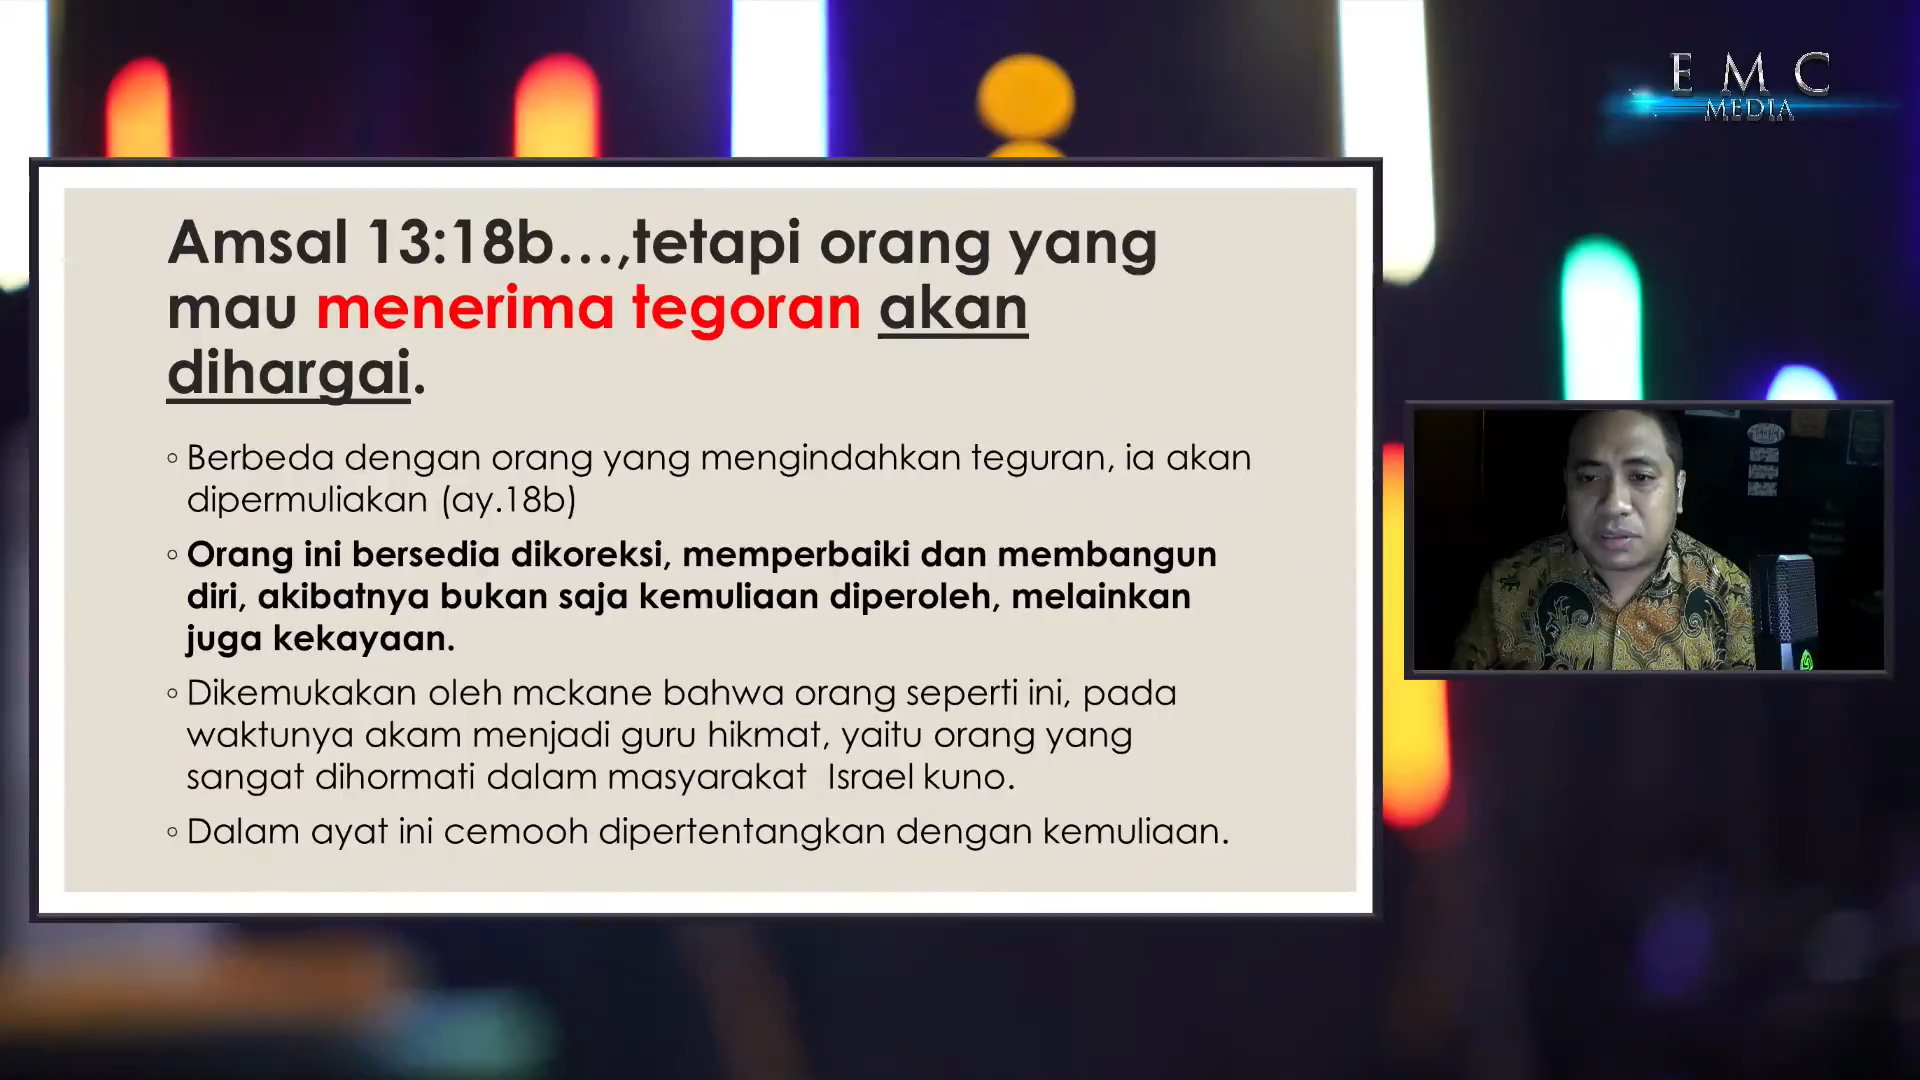 E M C
MEDIA
Amsal 13:18b...,tetapi orang yang
mau menerima tegoran akan
dihargai.
◦ Berbeda dengan orang yang mengindahkan teguran, ia akan
dipermuliakan (ay.18b)
◦ Orang ini bersedia dikoreksi, memperbaiki dan membangun
diri, akibatnya bukan saja kemuliaan diperoleh, melainkan
juga kekayaan.
◦ Dikemukakan oleh mckane bahwa orang seperti ini, pada
waktunya akam menjadi guru hikmat, yaitu orang yang
sangat dihormati dalam masyarakat  Israel kuno.
◦ Dalam ayat ini cemooh dipertentangkan dengan kemuliaan.